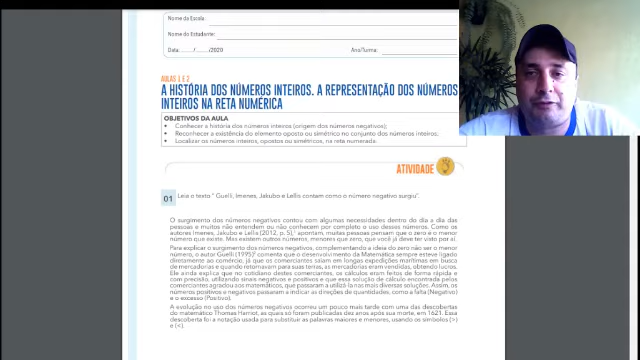 Nome da Escola:
Nome do Estudante:
Data: ...... / ....... /2020 Ano/Turma:
AULAS 1 E 2
A HISTÓRIA DOS NÚMEROS INTEIROS. A REPRESENTAÇÃO DOS NÚMEROS
INTEIROS NA RETA NUMÉRICA
OBJETIVOS DA AULA
• Conhecer a história dos números inteiros (origem dos números negativos);
• Reconhecer a existência do elemento oposto ou simétrico no conjunto dos números inteiros;
• Localizar os números inteiros, opostos ou simétricos, na reta numerada.
ATIVIDADE
01 Leia o texto " Guelli, Imenes, Jakubo e Lellis contam como o número negativo surgiu".
O surgimento dos números negativos contou com algumas necessidades dentro do dia a dia das
pessoas e muitos não entendem ou não conhecem por completo o uso desses números. Como os
autores Imenes, Jakubo e Lellis (2012, p. 5), apontam, muitas pessoas pensam que o zero é o menor
número que existe. Mas existem outros números, menores que zero, que você já deve ter visto por aí.
Para explicar o surgimento dos números negativos, complementando a ideia do zero não ser o menor
número, o autor Guelli (1995) comenta que o desenvolvimento da Matemática sempre esteve ligado
diretamente ao comércio, já que os comerciantes saíam em longas expedições marítimas em busca
de mercadorias e quando retornavam para suas terras, as mercadorias eram vendidas, obtendo lucros.
Ele ainda explica que no cotidiano destes comerciantes, os cálculos eram feitos de forma rápida e
com precisão, utilizando sinais negativos e positivos e que essa solução de cálculo encontrada pelos
comerciantes agradou aos matemáticos, que passaram a utilizá-la nas mais diversas soluções. Assim, os
números positivos e negativos passaram a indicar as direções de quantidades, como a falta (Negativo)
e o excesso (Positivo).
A evolução no uso dos números negativos ocorreu um pouco mais tarde com uma das descobertas
do matemático Thomas Harriot, as quais só foram publicadas dez anos após sua morte, em 1621. Essa
descoberta foi a notação usada para substituir as palavras maiores e menores, usando os símbolos (>)
e (<).